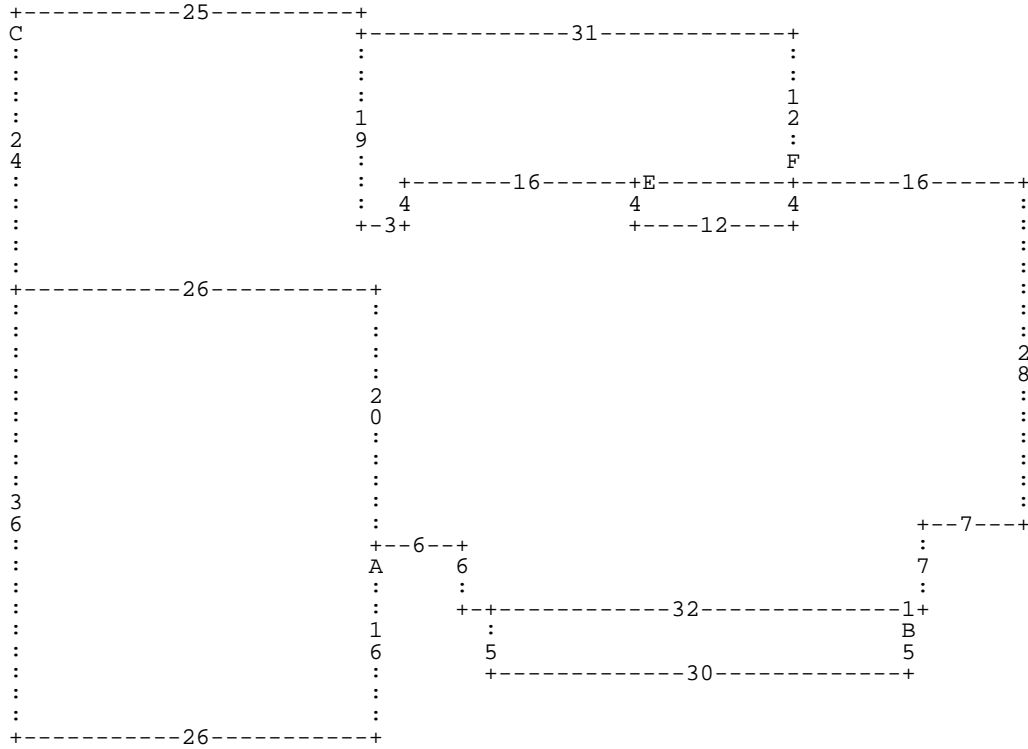 +-----------25----------+
C                       +--------------31-------------+
:                       :                             :
:                       :                             :
:                       :                             1
:                       1                             2
2                       9                             :
4                       :                             F
:                       :  +-------16------+E---------+-------16------+
:                       :  4               4          4               :
:                       +-3+               +----12----+               :
:                                                                     :
:                                                                     :
+-----------26-----------+                                            :
:                        :                                            :
:                        :                                            :
:                        :                                            2
:                        :                                            8
:                        2                                            :
:                        0                                            :
:                        :                                            :
:                        :                                            :
:                        :                                            :
3                        :                                            :
6                        :                                     +--7---+
:                        +--6--+                               :
:                        A     6                               7
:                        :     :                               :
:                        :     +-+------------32--------------1+
:                        1       :                            B
:                        6       5                            5
:                        :       +-------------30-------------+
:                        :
:                        :
+-----------26-----------+